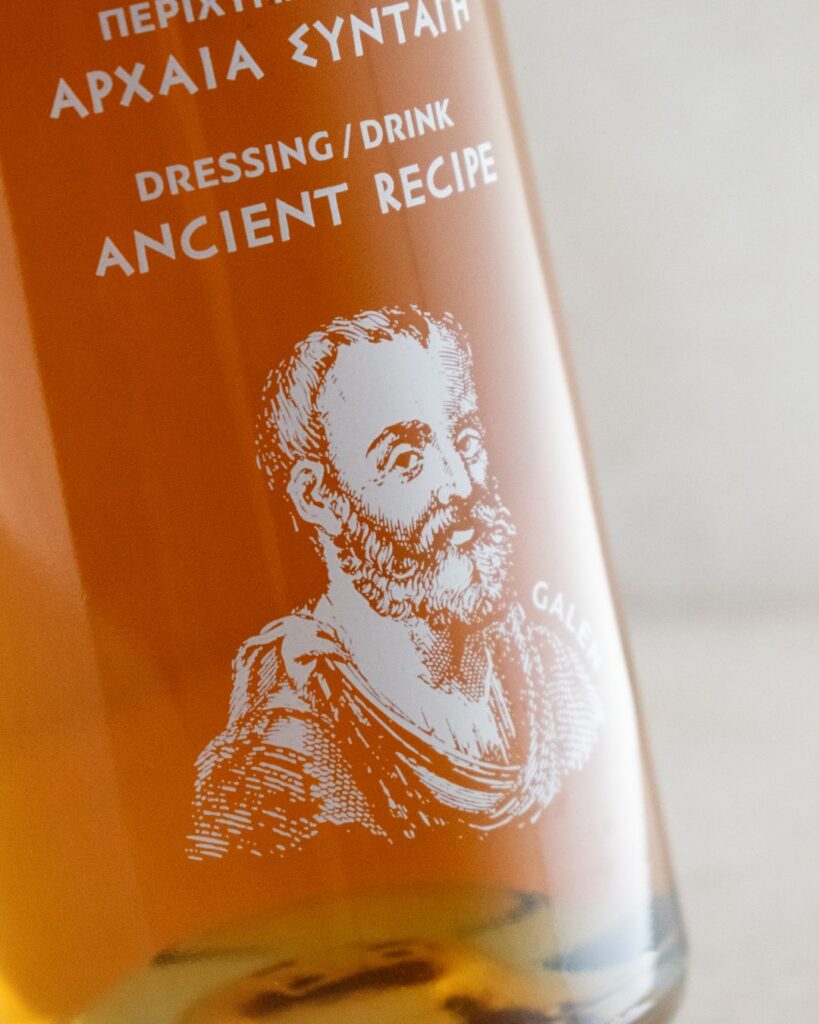 ΑΡΧΑΙΑ ΣΥΝΤΑΓΗ
DRESSING / DRINK
ANCIENT RECIPE